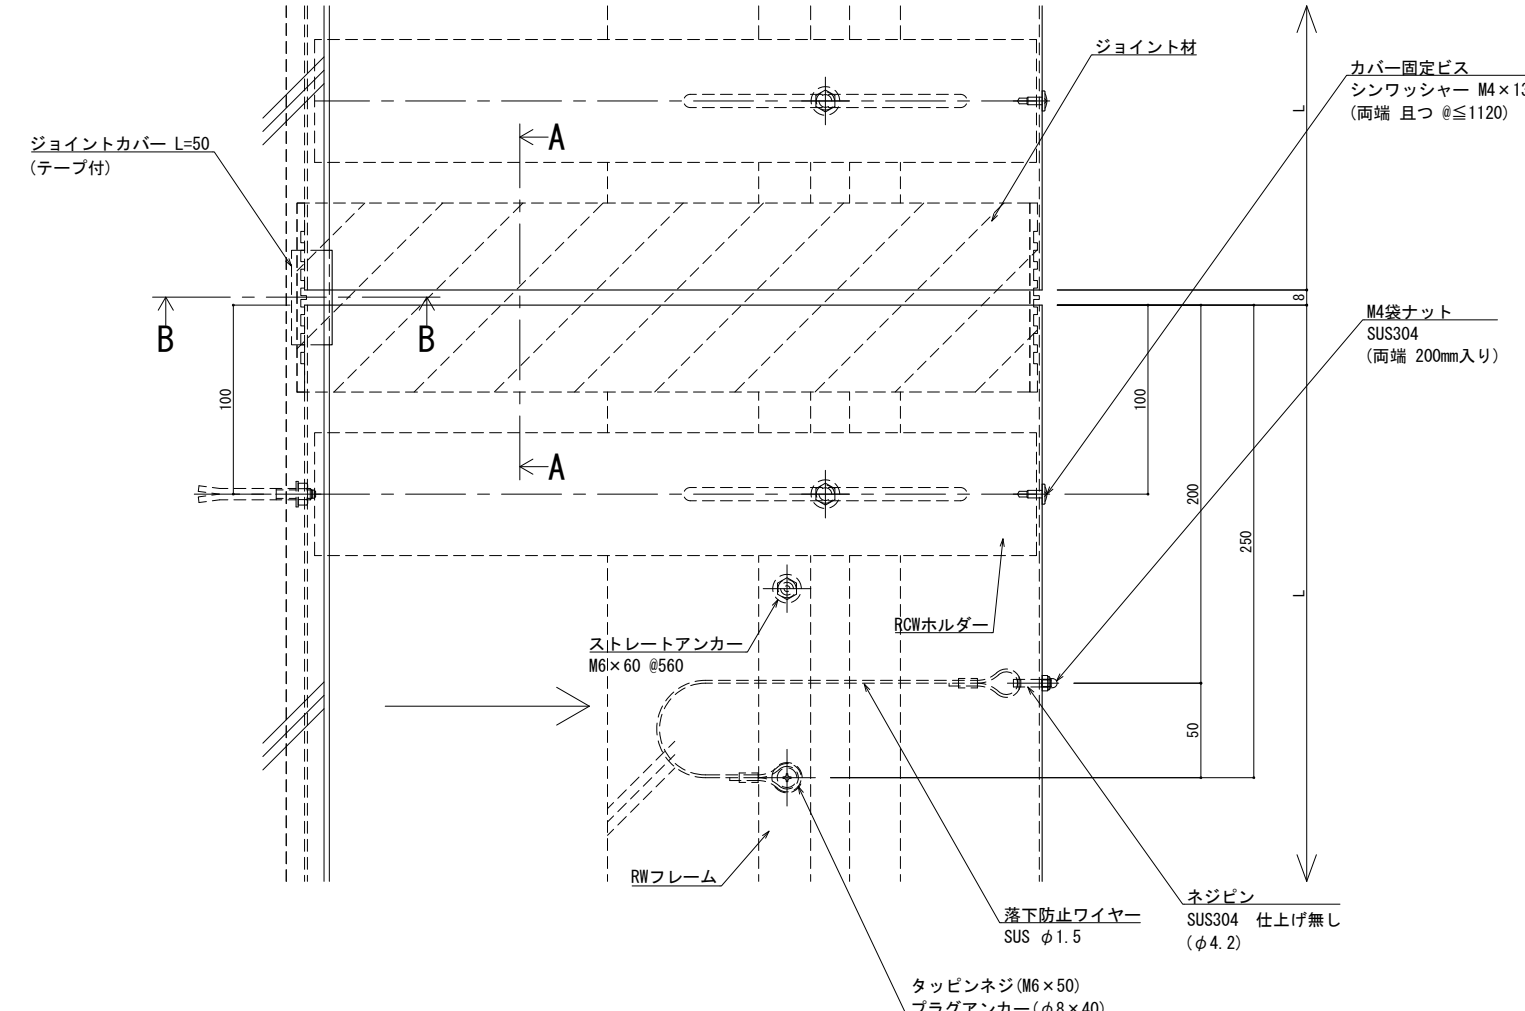 ジョイント材
カバー固定ビス
シンワッシャー M4×13
(両端 且つ @≦1120)
L
ジョイントカバー L=50
(テープ付)
A
B
B
8
M4袋ナット
SUS304
(両端 200mm入り)
100
100
A
200
250
L
RCWホルダー
ストレートアンカー
M6×60 @560
50
RWフレーム
ネジピン
SUS304 仕上げ無し
(φ4.2)
落下防止ワイヤー
SUS φ1.5
タッピンネジ(M6×50)
プラグアンカー(φ8×40)